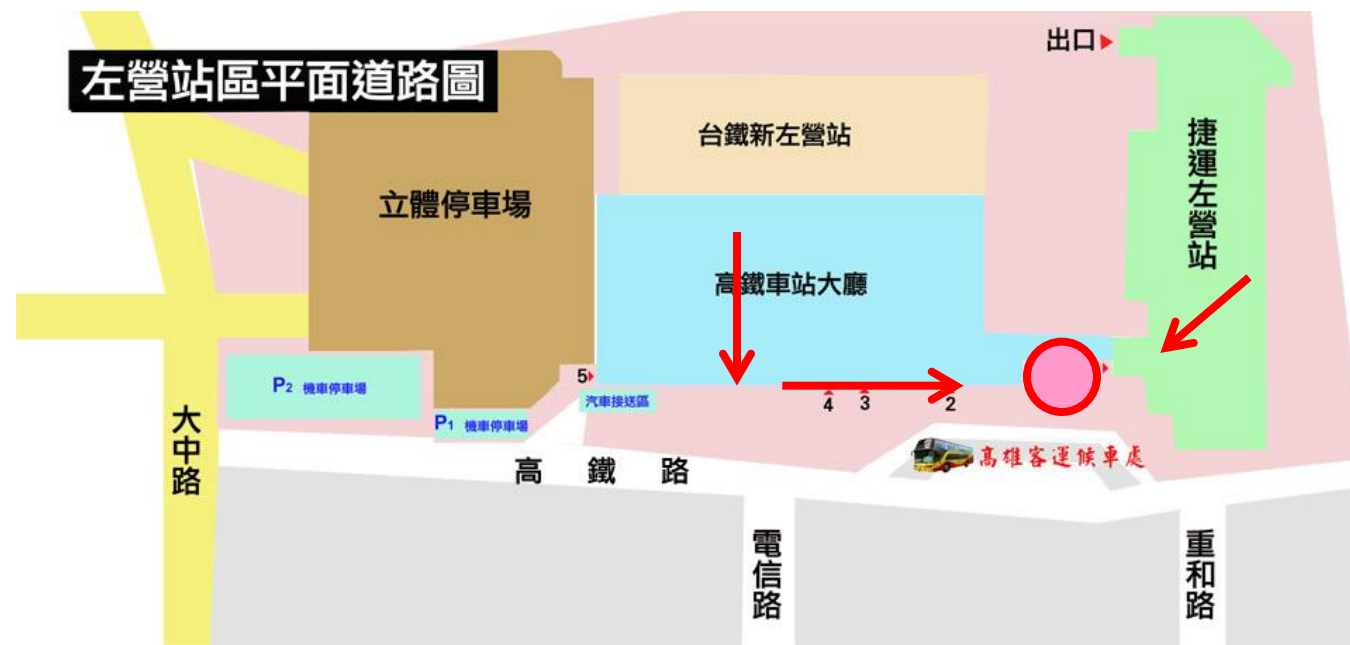 左營站區平面道路圖
出口
台鐵新左營站
捷運左營站
立體停車場
高鐵車站大廳
5
P2 機車停車場
汽車接送區
4
3
2
P1 機車停車場
大中路
高鐵路
高雄客運候車處
電信路
重和路